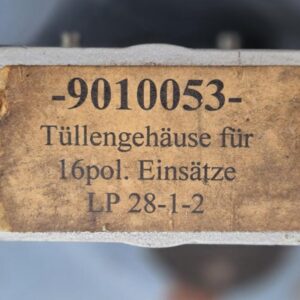 -9010053-
Tüllengehäuse für
16pol. Einsätze
LP 28-1-2